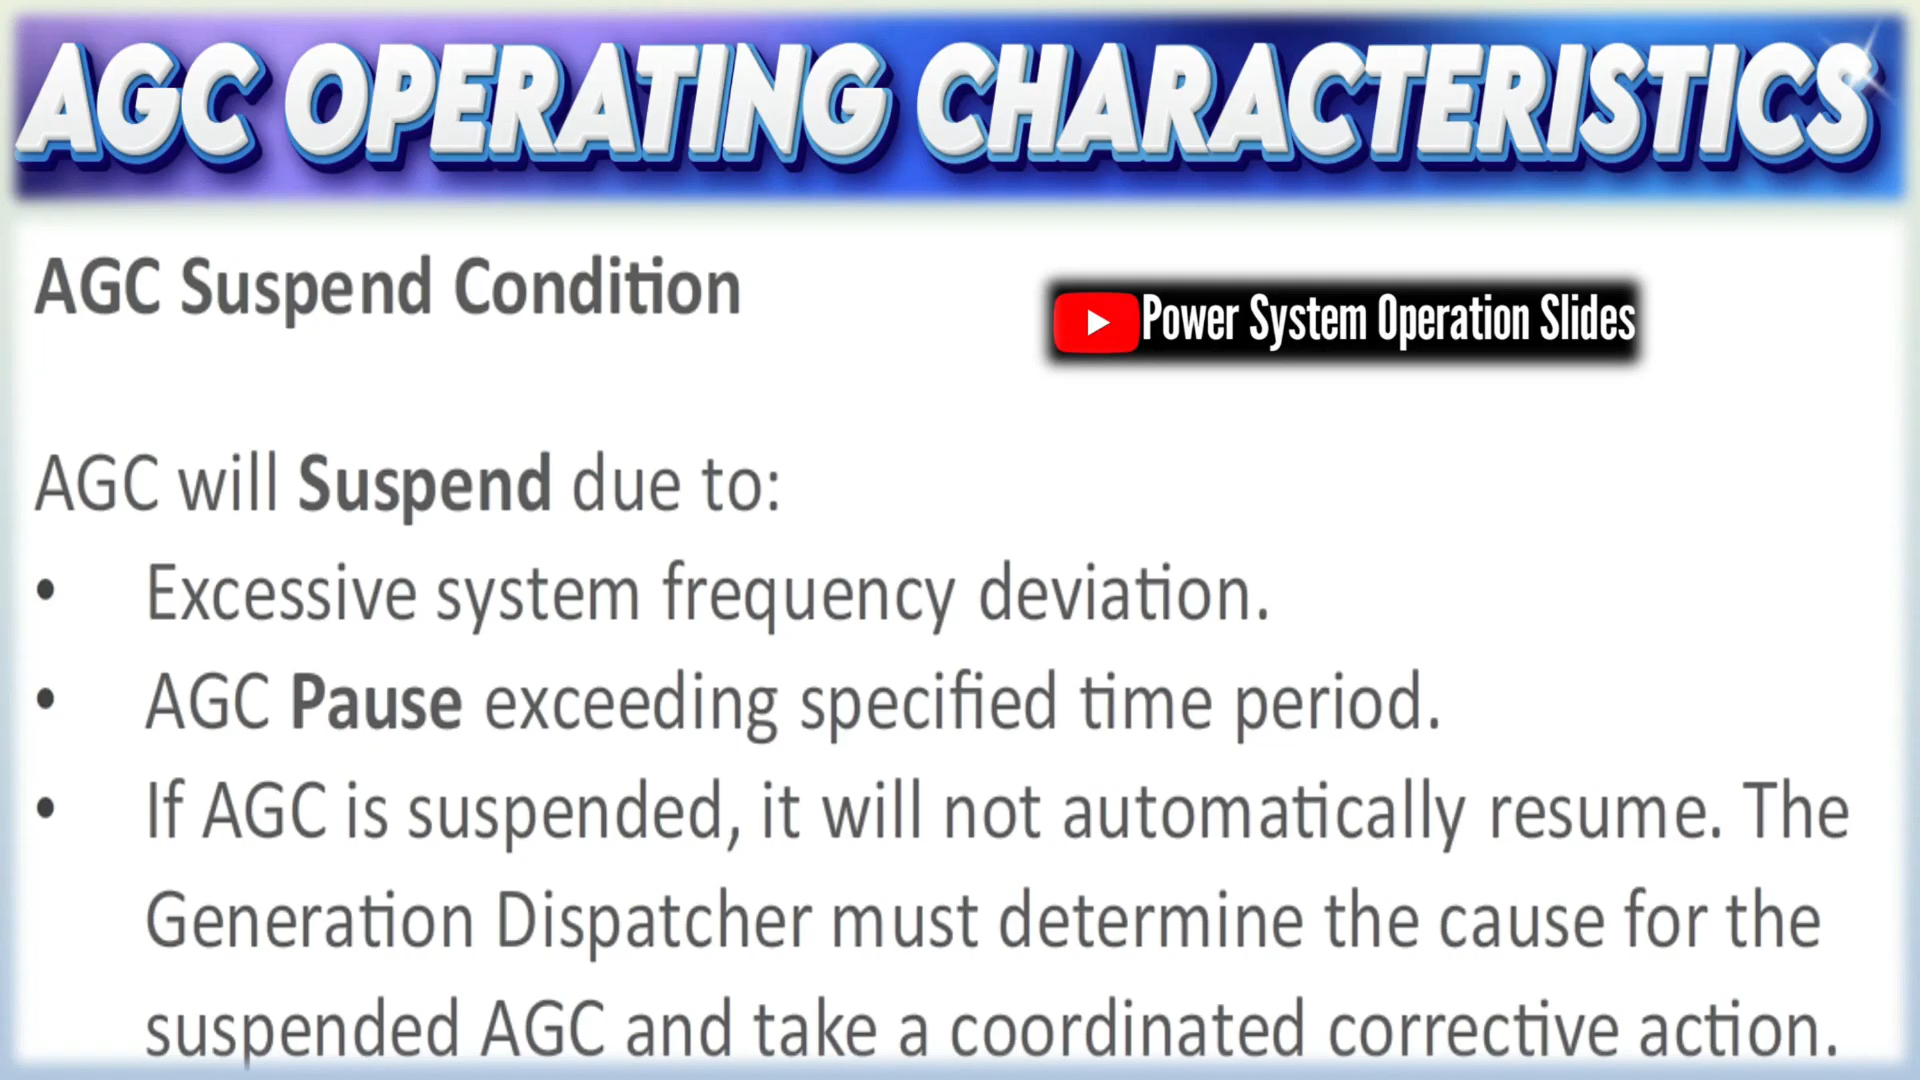 AGC OPERATING CHARACTERISTICS
AGC Suspend Condition
Power System Operation Slides
AGC will Suspend due to:
• Excessive system frequency deviation.
• AGC Pause exceeding specified time period.
• If AGC is suspended, it will not automatically resume. The
Generation Dispatcher must determine the cause for the
suspended AGC and take a coordinated corrective action.